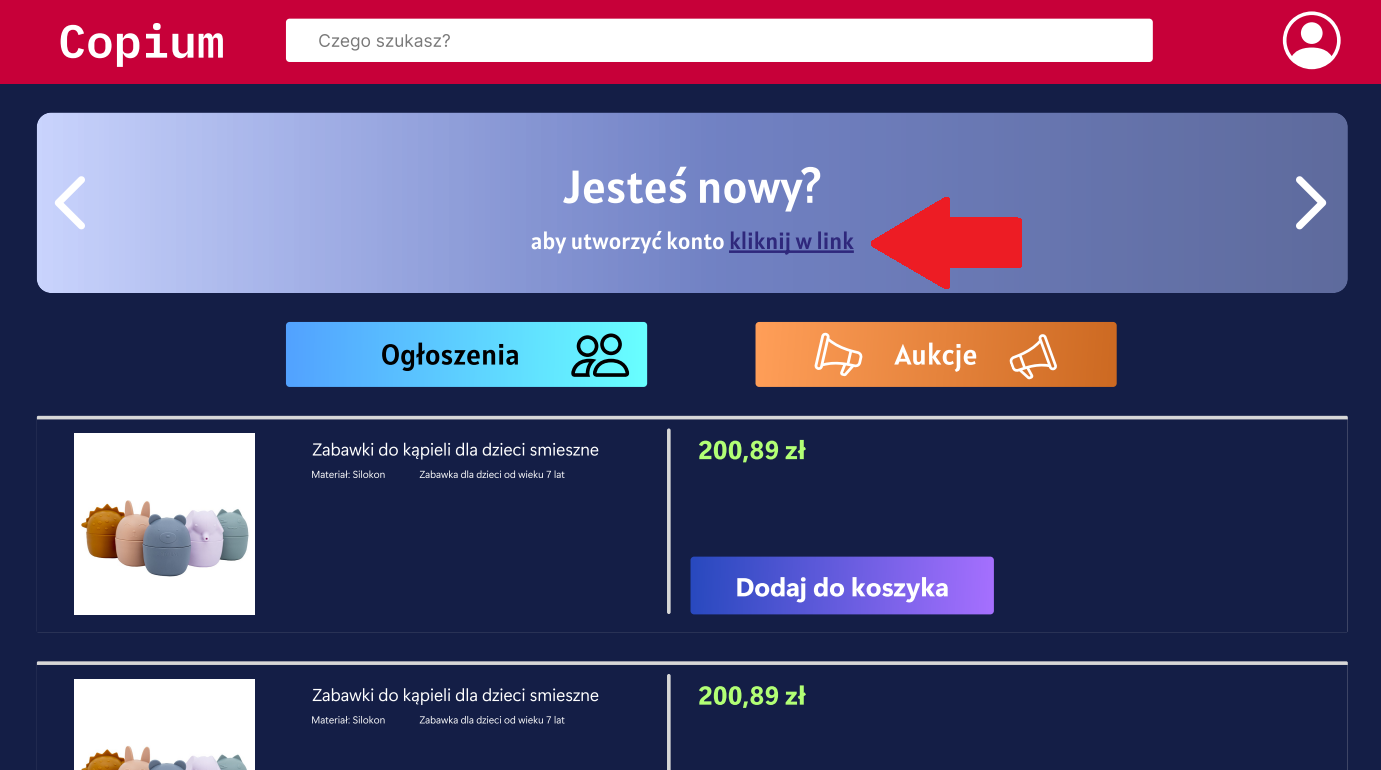 Copium
Czego szukasz?
Jesteś nowy?
aby utworzyć konto kliknij w link
Ogłoszenia
Aukcje
Zabawki do kąpieli dla dzieci smieszne
200,89 zł
Materiał: Silokon Zabawka dla dzieci od wieku 7 lat
Dodaj do koszyka
Zabawki do kąpieli dla dzieci smieszne
200,89 zł
Materiał: Silokon Zabawka dla dzieci od wieku 7 lat